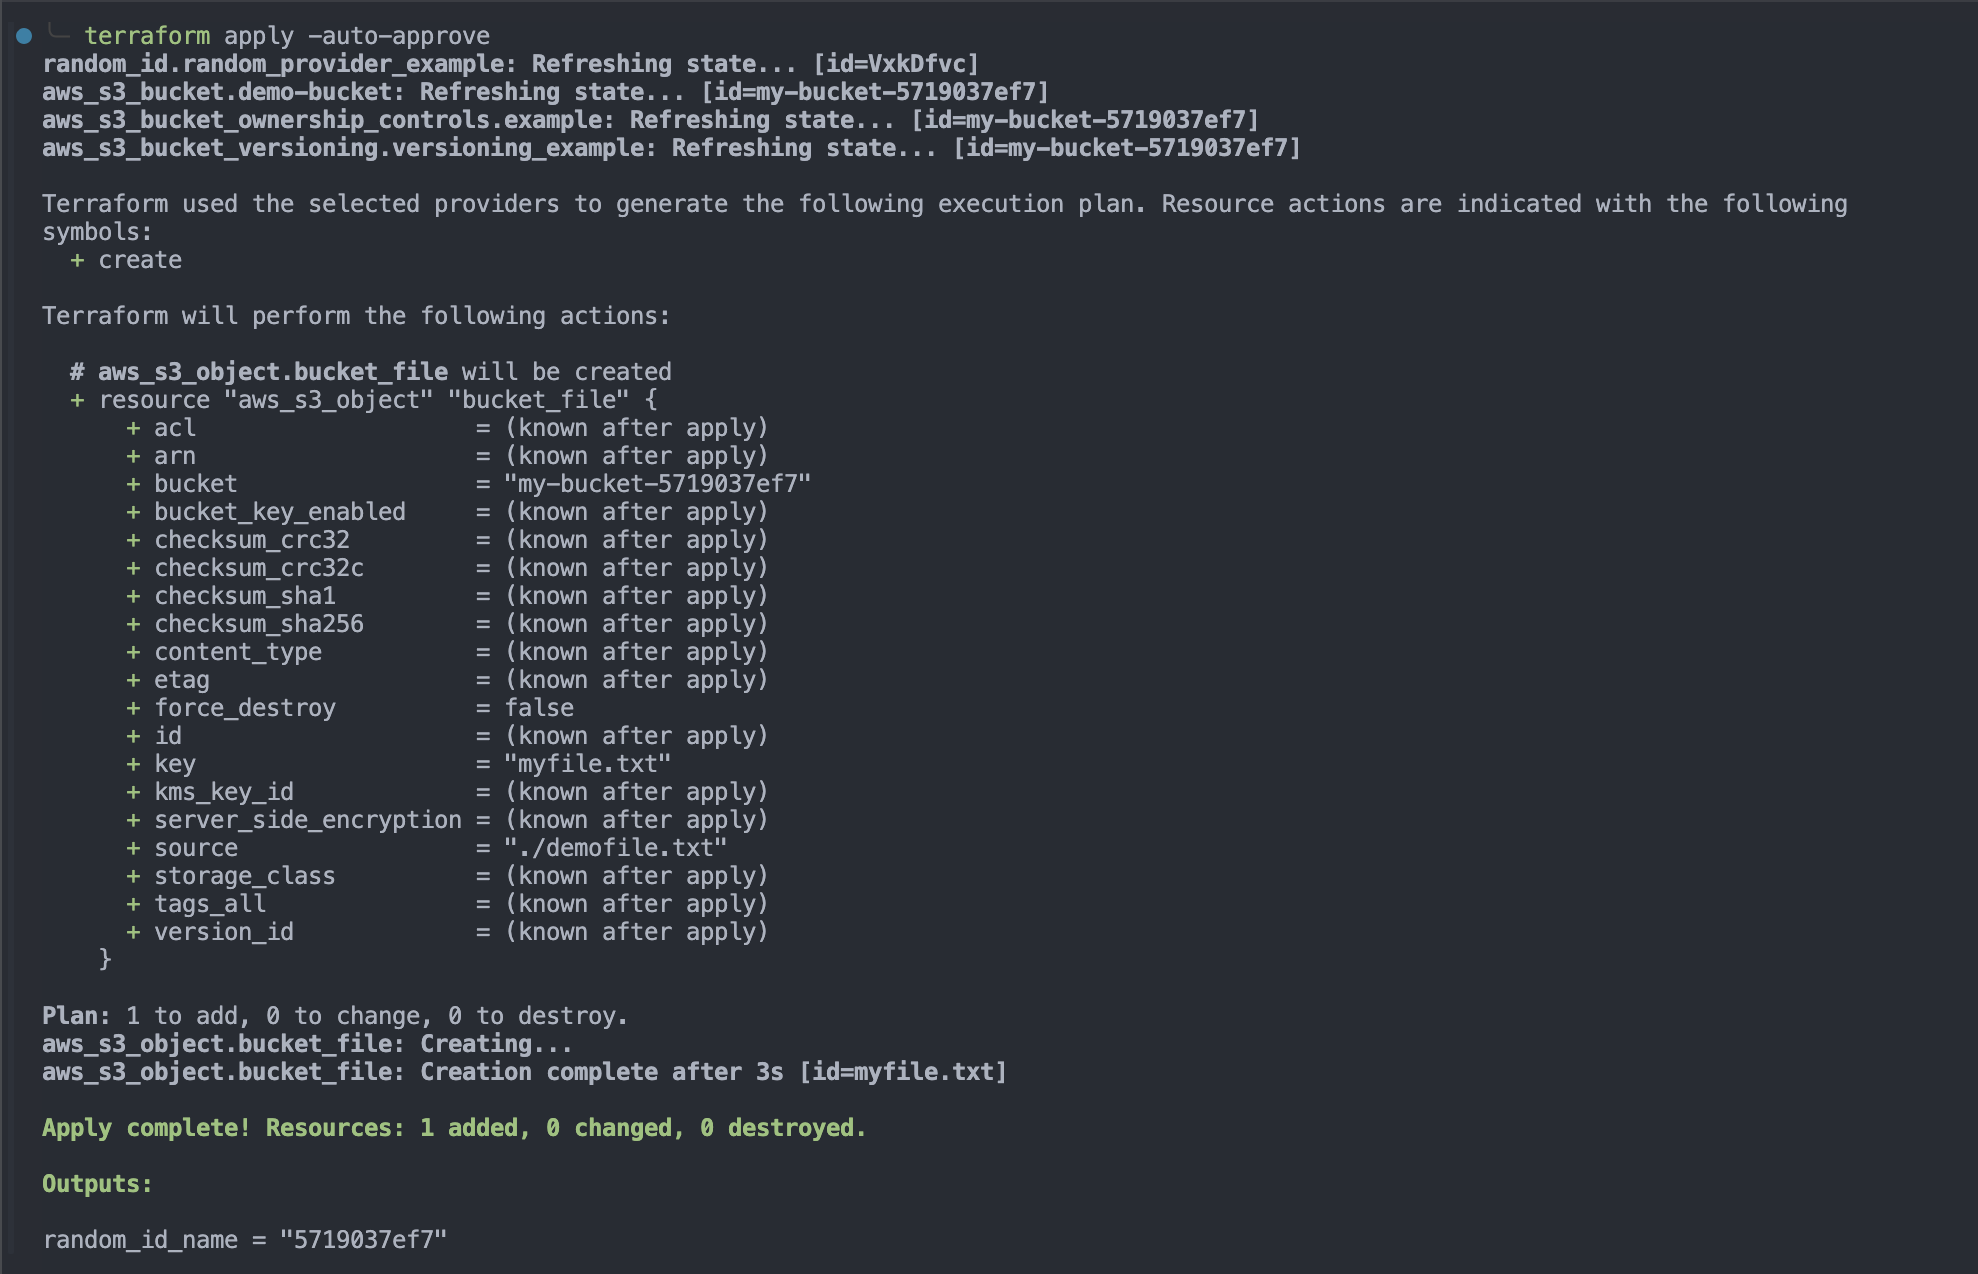 terraform apply -auto-approve
random_id.random_provider_example: Refreshing state... [id=VxkDfvc]
aws_s3_bucket.demo-bucket: Refreshing state... [id=my-bucket-5719037ef7]
aws_s3_bucket_ownership_controls.example: Refreshing state... [id=my-bucket-5719037ef7]
aws_s3_bucket_versioning.versioning_example: Refreshing state... [id=my-bucket-5719037ef7]
Terraform used the selected providers to generate the following execution plan. Resource actions are indicated with the following
symbols:
+ create
Terraform will perform the following actions:
# aws_s3_object.bucket_file will be created
+ resource "aws_s3_object" "bucket_file" {
+ acl = (known after apply)
+ arn = (known after apply)
+ bucket = "my-bucket-5719037ef7"
+ bucket_key_enabled = (known after apply)
+ checksum_crc32 = (known after apply)
+ checksum_crc32c = (known after apply)
+ checksum_sha1 = (known after apply)
+ checksum_sha256 = (known after apply)
+ content_type = (known after apply)
+ etag = (known after apply)
+ force_destroy = false
+ id = (known after apply)
+ key = "myfile.txt"
+ kms_key_id = (known after apply)
+ server_side_encryption = (known after apply)
+ source = "./demofile.txt"
+ storage_class = (known after apply)
+ tags_all = (known after apply)
+ version_id = (known after apply)
}
Plan: 1 to add, 0 to change, 0 to destroy.
aws_s3_object.bucket_file: Creating...
aws_s3_object.bucket_file: Creation complete after 3s [id=myfile.txt]
Apply complete! Resources: 1 added, 0 changed, 0 destroyed.
Outputs:
random_id_name = "5719037ef7"